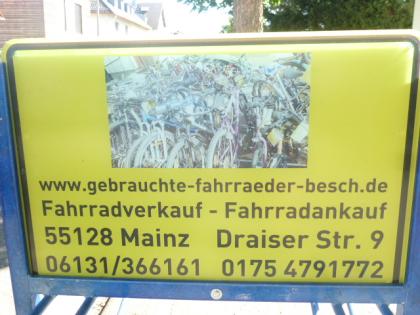 www.gebrauchte-fahrraeder-besch.de
Fahrradverkauf - Fahrradankauf
55128 Mainz Draiser Str. 9
06131/366161 0175 4791772